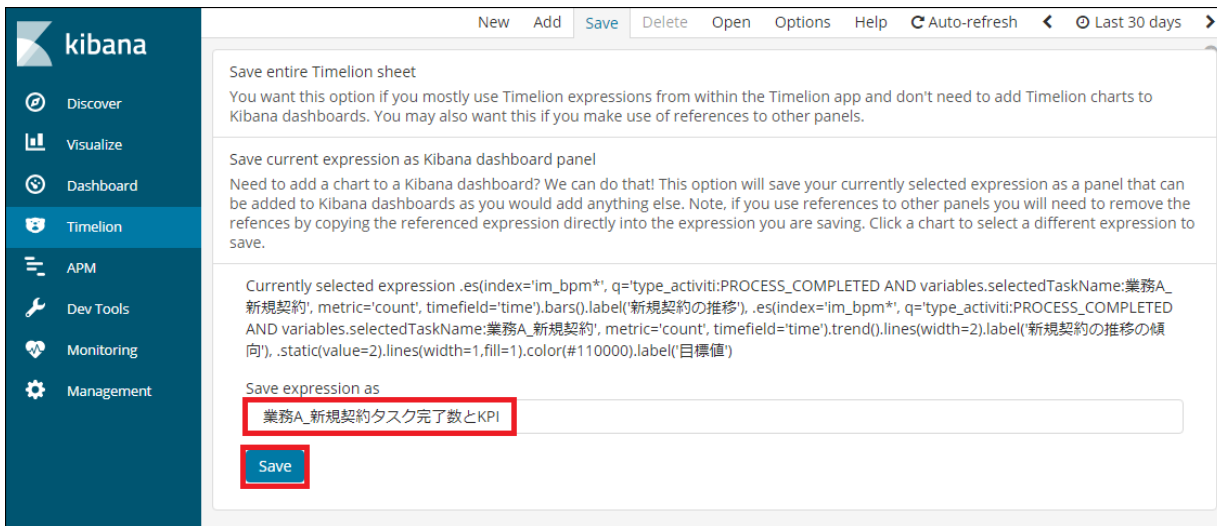 kibana
Discover
Visualize
Dashboard
Timelion
APM
Dev Tools
Monitoring
Management
New Add Save Delete Open Options Help Auto-refresh Last 30 days
Save entire Timelion sheet
You want this option if you mostly use Timelion expressions from within the Timelion app and don't need to add Timelion charts to
Kibana dashboards. You may also want this if you make use of references to other panels.
Save current expression as Kibana dashboard panel
Need to add a chart to a Kibana dashboard? We can do that! This option will save your currently selected expression as a panel that can
be added to Kibana dashboards as you would add anything else. Note, if you use references to other panels you will need to remove the
refences by copying the referenced expression directly into the expression you are saving. Click a chart to select a different expression to
save.
Currently selected expression .es(index='im_bpm*', q='type_activiti:PROCESS_COMPLETED AND variables.selectedTaskName:業務A_
新規契約', metric='count', timefield='time').bars().label('新規契約の推移'), .es(index='im_bpm*', q='type_activiti:PROCESS_COMPLETED
AND variables.selectedTaskName:業務A_新規契約', metric='count', timefield='time').trend().lines(width=2).label('新規契約の推移の傾
向'), .static(value=2).lines(width=1,fill=1).color(#110000).label('目標値')
Save expression as
業務A_新規契約タスク完了数とKPI
Save